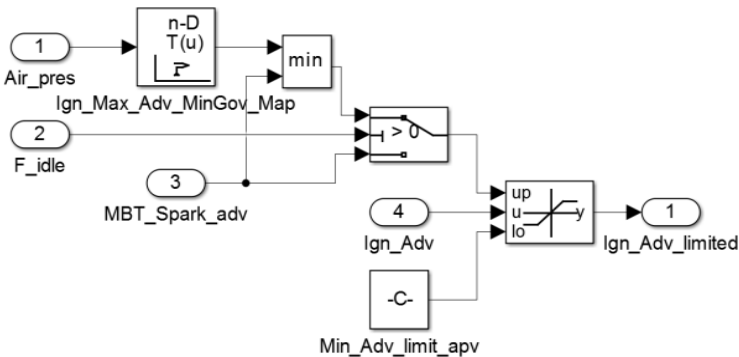 1
Air_pres
n-D
T(u)
Ign_Max_Adv_MinGov_Map
min
2
F_idle
> 0
3
MBT_Spark_adv
4
Ign_Adv
up
u
lo
y
1
Ign_Adv_limited
-C-
Min_Adv_limit_apv